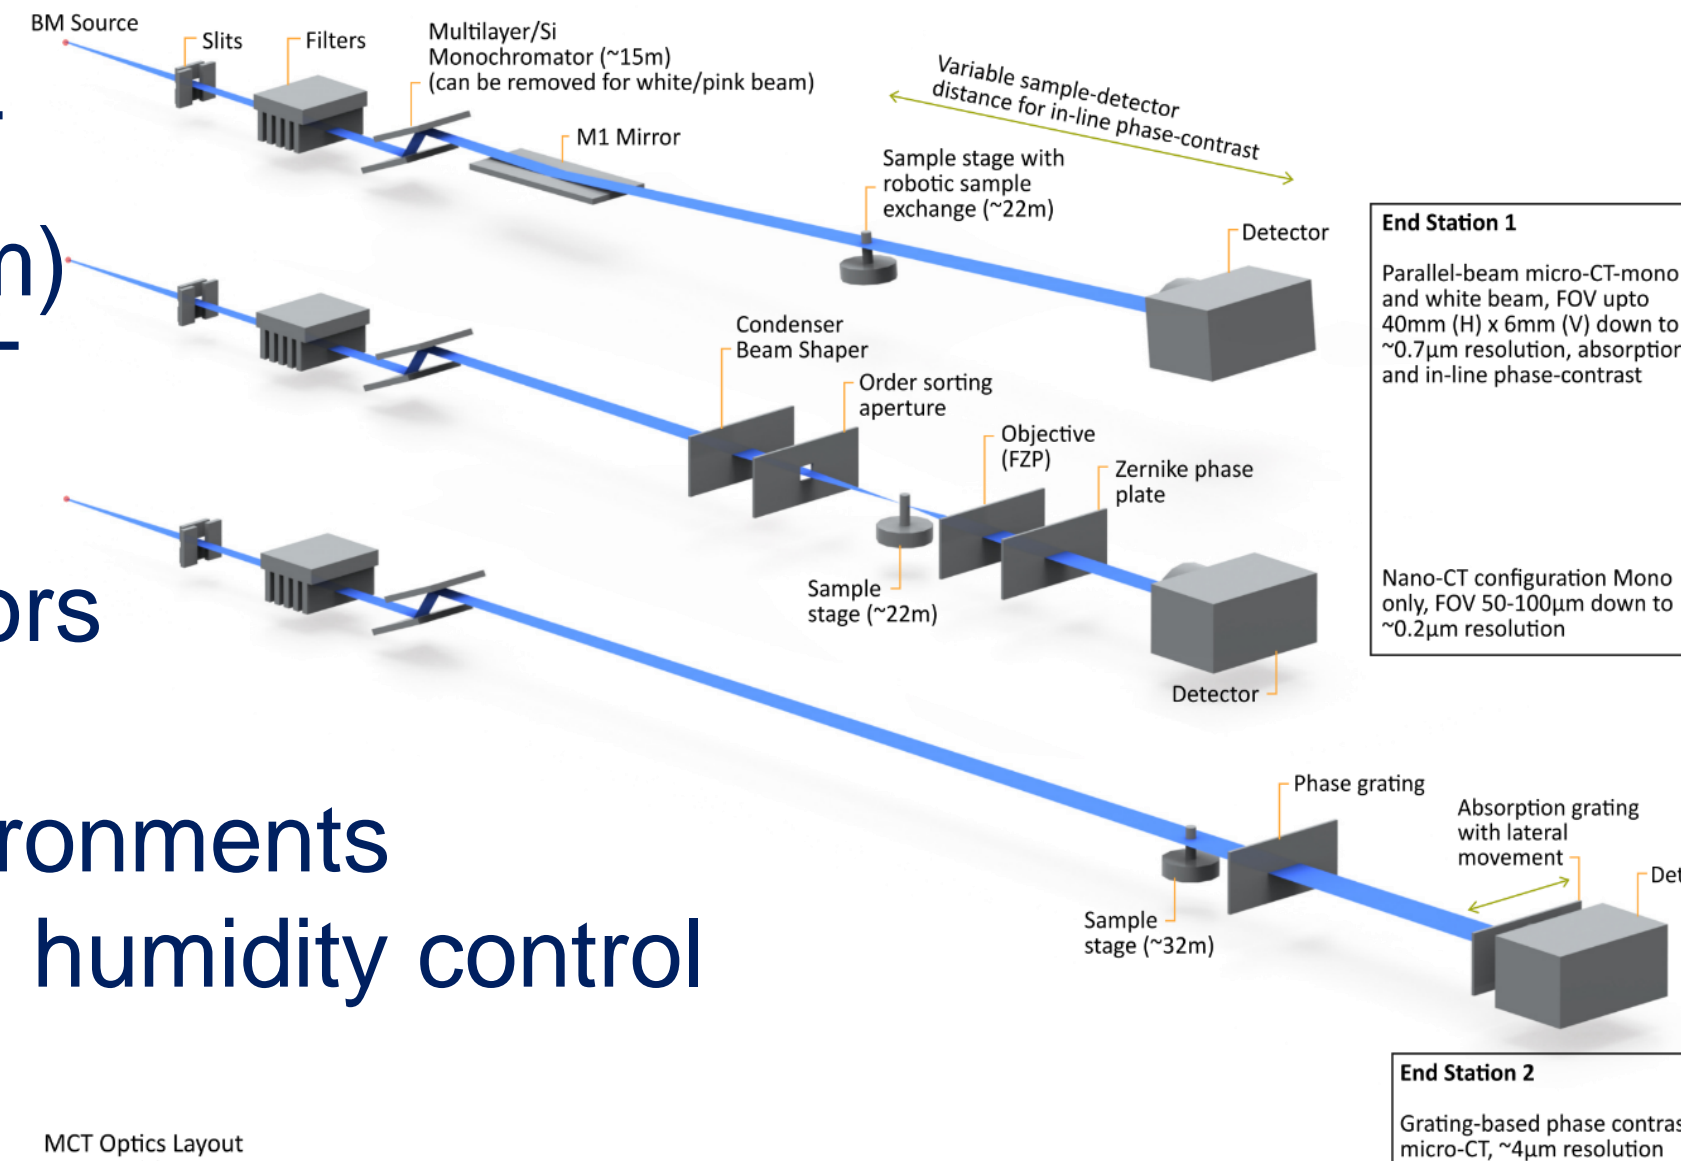 BM Source
Slits
Filters
Multilayer/Si
Monochromator (~15m)
(can be removed for white/pink beam)
M1 Mirror
Variable sample-detector
distance for in-line phase-contrast
Sample stage with
robotic sample
exchange (~22m)
Detector
End Station 1
Parallel-beam micro-CT-mono
and white beam, FOV upto
40mm (H) x 6mm (V) down to
~0.7µm resolution, absorption
and in-line phase-contrast
Nano-CT configuration Mono
only, FOV 50-100µm down to
~0.2µm resolution
Condenser
Beam Shaper
Order sorting
aperture
Objective
(FZP)
Zernike phase
plate
Sample
stage (~22m)
Detector
m)
ors
ronments
humidity control
Phase grating
Absorption grating
with lateral
movement
Det
Sample
stage (~32m)
End Station 2
Grating-based phase contras
micro-CT, ~4µm resolution
MCT Optics Layout